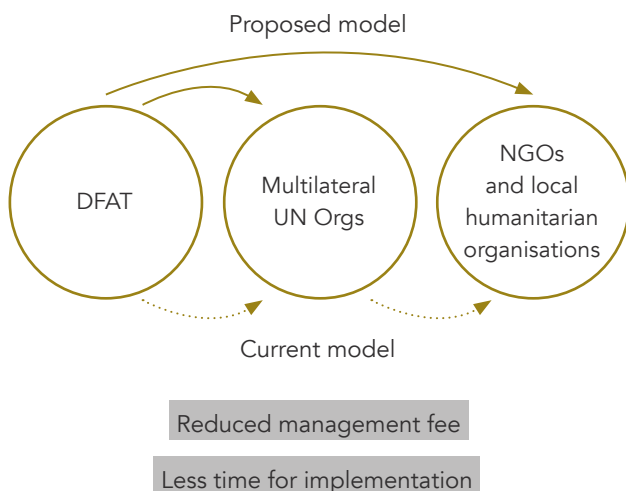 Proposed model
DFAT
Multilateral
UN Orgs
NGOs
and local
humanitarian
organisations
Current model
Reduced management fee
Less time for implementation